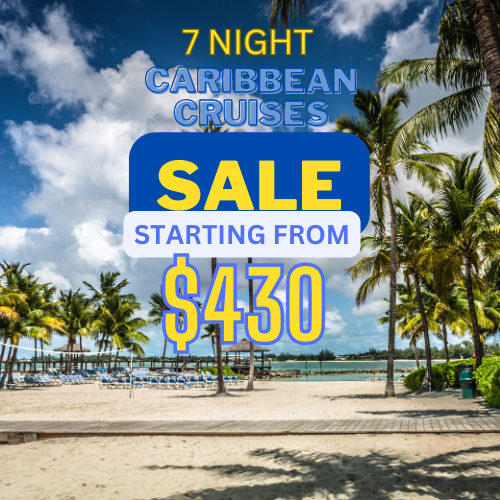 7 NIGHT
CARIBBEAN
CRUISES
SALE
STARTING FROM
$430